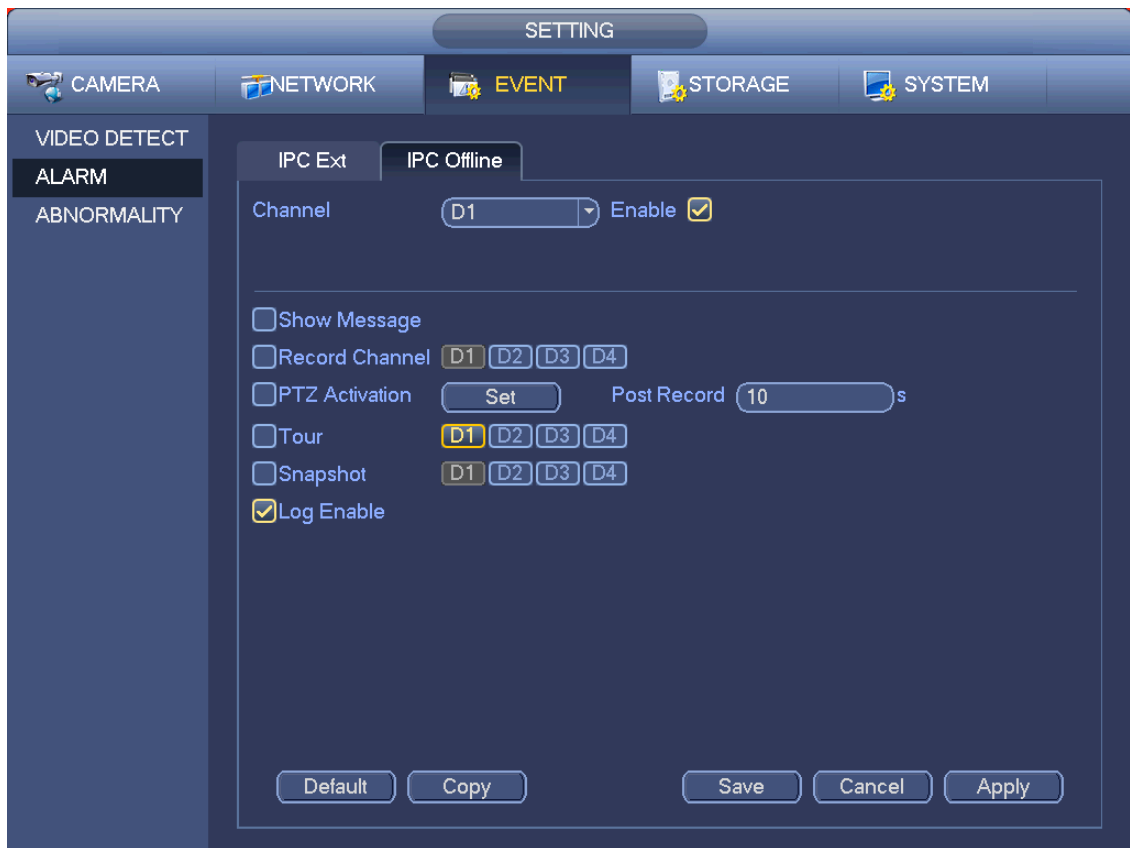 SETTING
CAMERA NETWORK EVENT STORAGE SYSTEM
VIDEO DETECT
ALARM
ABNORMALITY
IPC Ext IPC Offline
Channel D1 Enable
Show Message
Record Channel D1 D2 D3 D4
PTZ Activation Set Post Record 10 s
Tour D1 D2 D3 D4
Snapshot D1 D2 D3 D4
Log Enable
Default Copy Save Cancel Apply